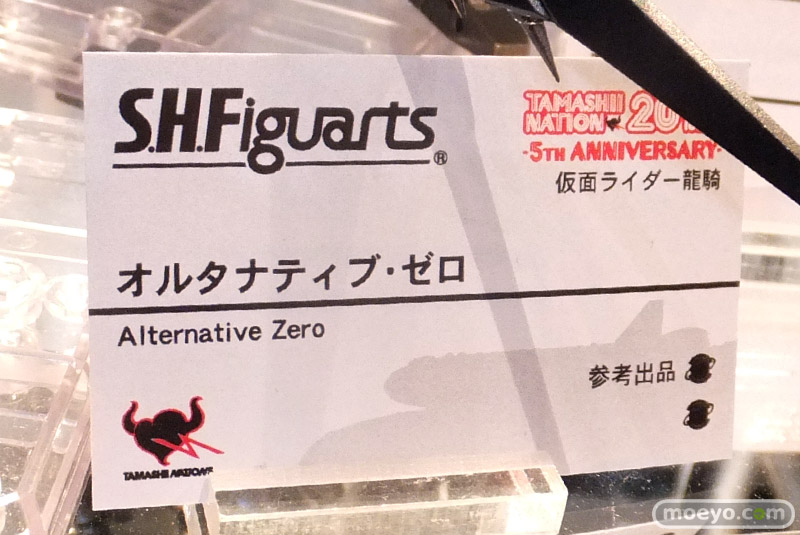 S.H.Figuarts®
TAMASHII
NATION 20
-5TH ANNIVERSARY-
仮面ライダー龍騎
オルタナティブ・ゼロ
Alternative Zero
参考出品
TAMASHII NATIONS
moeyo.com